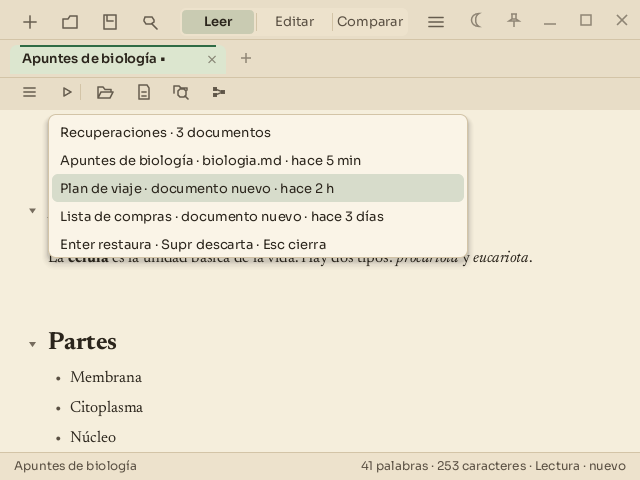 Leer
Editar
Comparar
Apuntes de biología •
Recuperaciones · 3 documentos
Apuntes de biología · biologia.md · hace 5 min
Plan de viaje · documento nuevo · hace 2 h
Lista de compras · documento nuevo · hace 3 días
Enter restaura · Supr descarta · Esc cierra
La célula es la unidad básica de la vida. Hay dos tipos: procariota y eucariota.
Partes
• Membrana
• Citoplasma
• Núcleo
Apuntes de biología
41 palabras · 253 caracteres · Lectura · nuevo